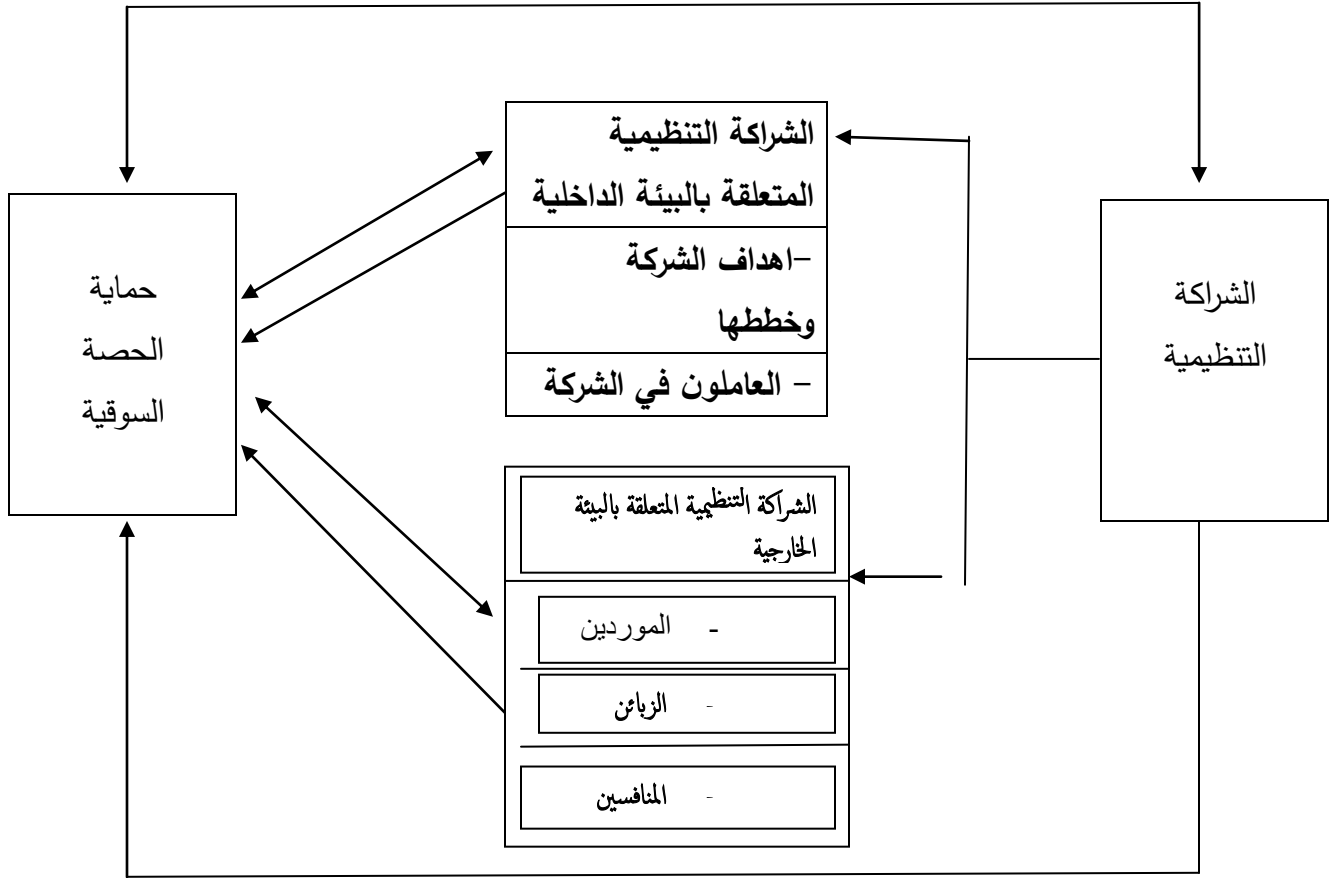 الشراكة
التنظيمية
الشراكة التنظيمية
المتعلقة بالبيئة الداخلية
-اهداف الشركة
وخططها
- العاملون في الشركة
الشراكة التنظيمية المتعلقة بالبيئة
الخارجية
- الموردين
- الزبائن
- المنافسين
حماية
الحصة
السوقية